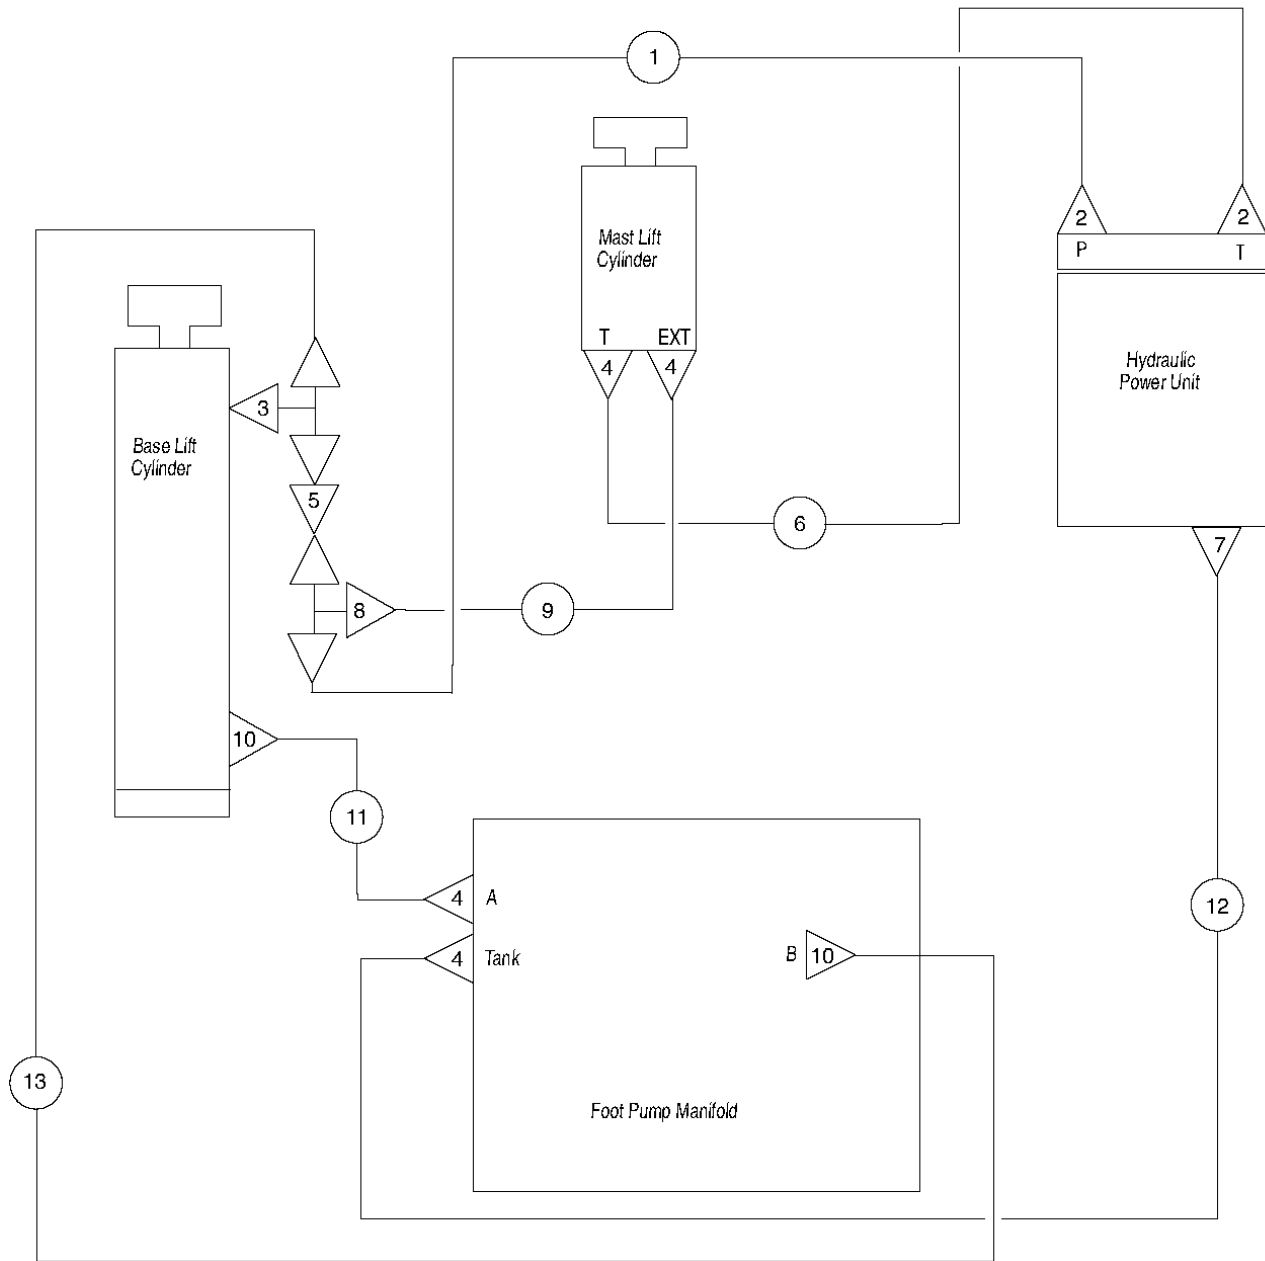 1
2
2
P
T
Mast Lift
Cylinder
T
EXT
4
4
Hydraulic
Power Unit
3
Base Lift
Cylinder
5
6
7
8
9
10
11
4
A
12
4
Tank
B
10
13
Foot Pump Manifold